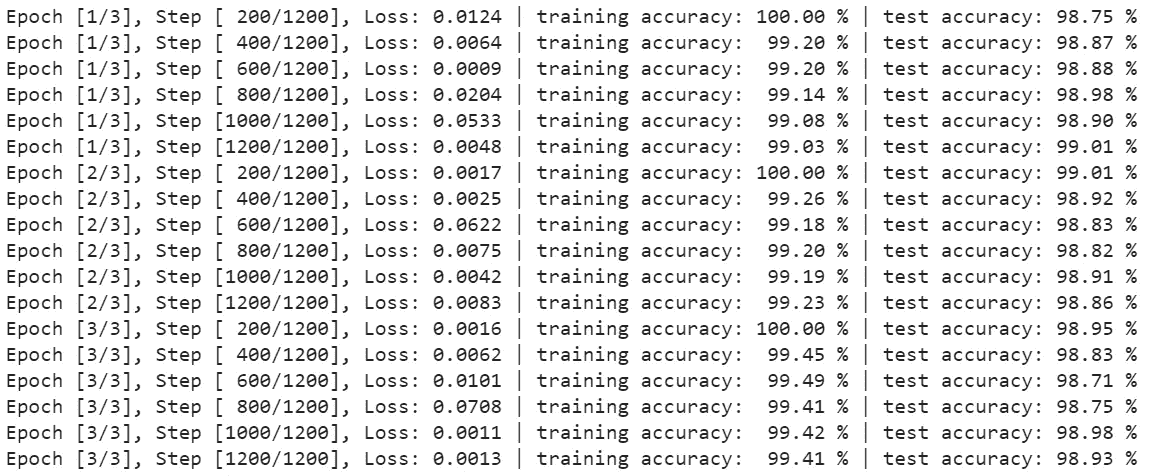 Epoch [1/3], Step [ 200/1200], Loss: 0.0124 | training accuracy: 100.00 % | test accuracy: 98.75 %
Epoch [1/3], Step [ 400/1200], Loss: 0.0064 | training accuracy:  99.20 % | test accuracy: 98.87 %
Epoch [1/3], Step [ 600/1200], Loss: 0.0009 | training accuracy:  99.20 % | test accuracy: 98.88 %
Epoch [1/3], Step [ 800/1200], Loss: 0.0204 | training accuracy:  99.14 % | test accuracy: 98.98 %
Epoch [1/3], Step [1000/1200], Loss: 0.0533 | training accuracy:  99.08 % | test accuracy: 98.90 %
Epoch [1/3], Step [1200/1200], Loss: 0.0048 | training accuracy:  99.03 % | test accuracy: 99.01 %
Epoch [2/3], Step [ 200/1200], Loss: 0.0017 | training accuracy: 100.00 % | test accuracy: 99.01 %
Epoch [2/3], Step [ 400/1200], Loss: 0.0025 | training accuracy:  99.26 % | test accuracy: 98.92 %
Epoch [2/3], Step [ 600/1200], Loss: 0.0622 | training accuracy:  99.18 % | test accuracy: 98.83 %
Epoch [2/3], Step [ 800/1200], Loss: 0.0075 | training accuracy:  99.20 % | test accuracy: 98.82 %
Epoch [2/3], Step [1000/1200], Loss: 0.0042 | training accuracy:  99.19 % | test accuracy: 98.91 %
Epoch [2/3], Step [1200/1200], Loss: 0.0083 | training accuracy:  99.23 % | test accuracy: 98.86 %
Epoch [3/3], Step [ 200/1200], Loss: 0.0016 | training accuracy: 100.00 % | test accuracy: 98.95 %
Epoch [3/3], Step [ 400/1200], Loss: 0.0062 | training accuracy:  99.45 % | test accuracy: 98.83 %
Epoch [3/3], Step [ 600/1200], Loss: 0.0101 | training accuracy:  99.49 % | test accuracy: 98.71 %
Epoch [3/3], Step [ 800/1200], Loss: 0.0708 | training accuracy:  99.41 % | test accuracy: 98.75 %
Epoch [3/3], Step [1000/1200], Loss: 0.0011 | training accuracy:  99.42 % | test accuracy: 98.98 %
Epoch [3/3], Step [1200/1200], Loss: 0.0013 | training accuracy:  99.41 % | test accuracy: 98.93 %